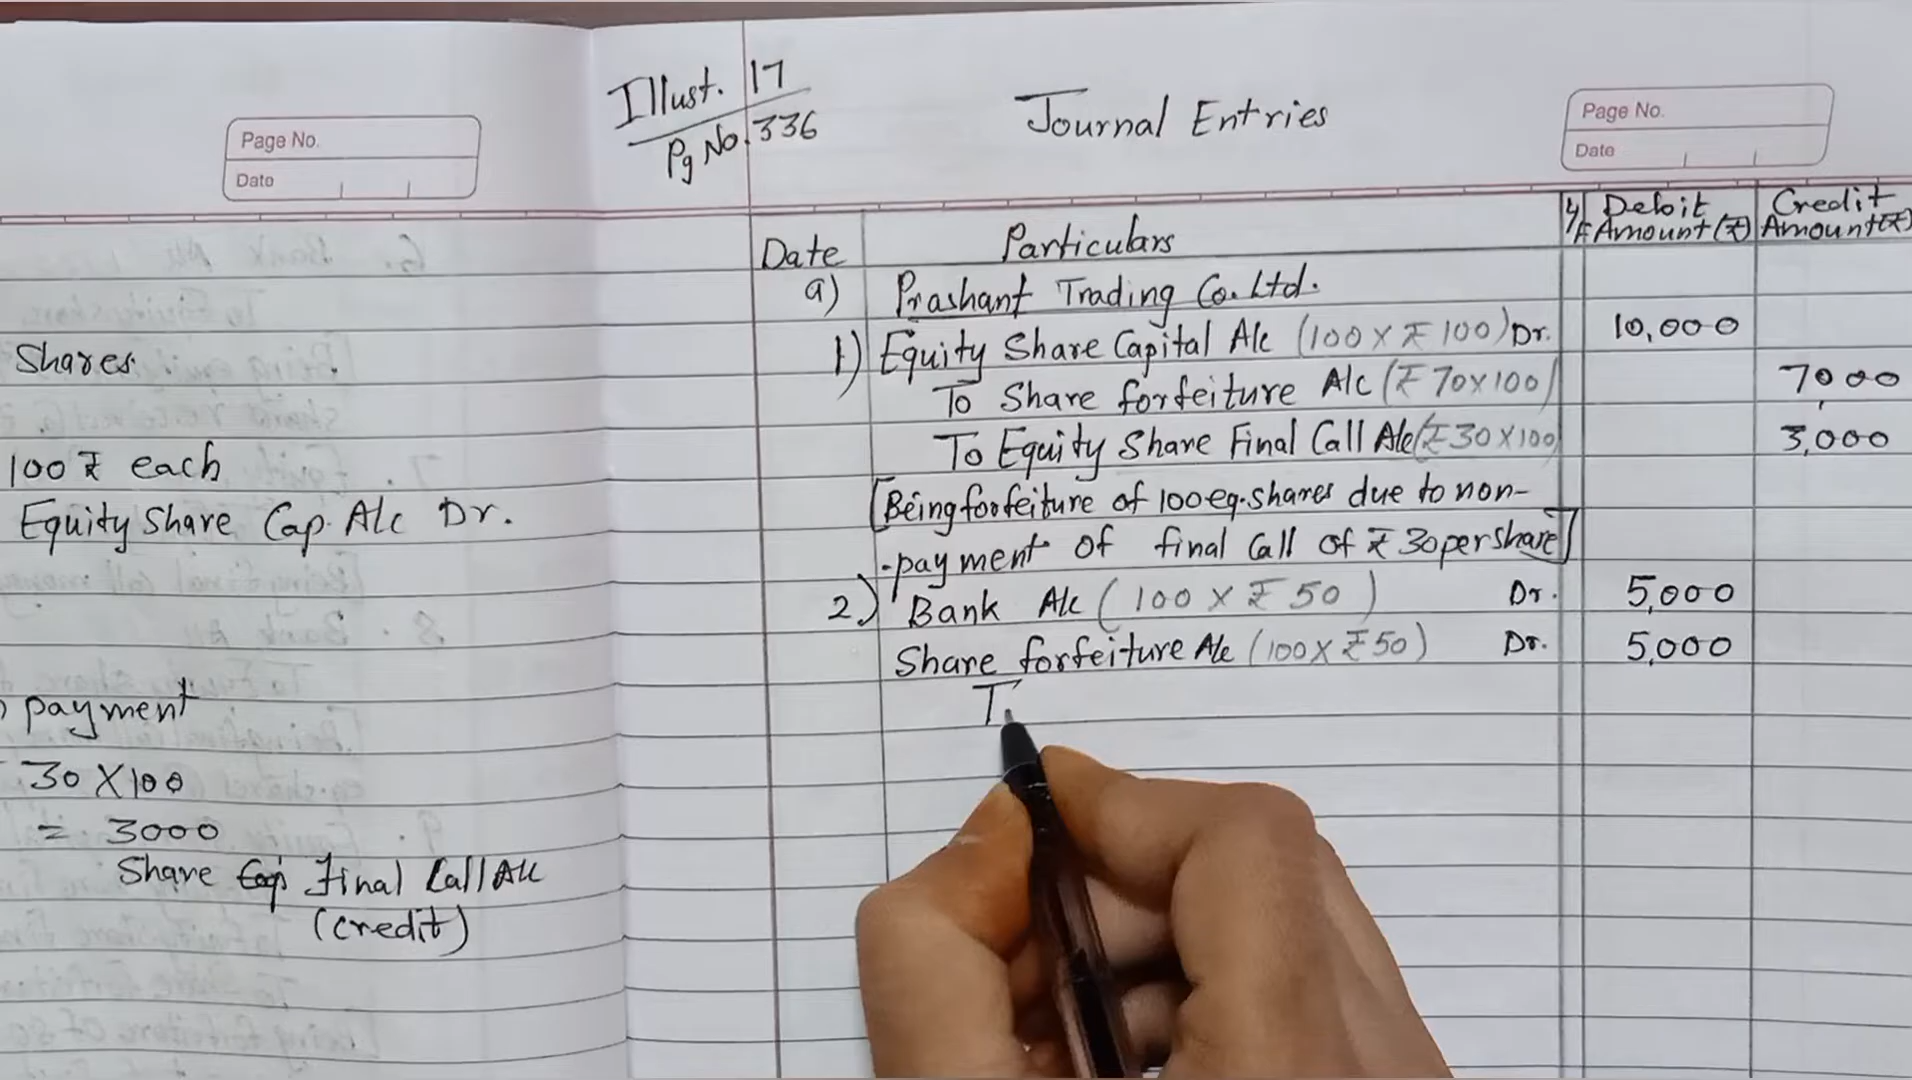 Page No.
Date
Shares.
100 ₹ each
Equity Share Cap. A/c Dr.
payment
30 X 100
= 3000
Share Final Call A/c
(credit)
Illust. 17
Pg No. 336
Journal Entries
Page No.
Date
Date Particulars L/F Debit Amount (₹) Credit Amount (₹)
a) Prashant Trading Co. Ltd.
1) Equity Share Capital A/c (100 X ₹ 100) Dr. 10,000
To Share forfeiture A/c (₹ 70 X 100) 7,000
To Equity Share Final Call A/c (₹ 30 X 100) 3,000
[Being forfeiture of 100 eq. shares due to non-
-payment of final Call of ₹ 30 per share]
2) Bank A/c (100 X ₹ 50) Dr. 5,000
Share forfeiture A/c (100 X ₹ 50) Dr. 5,000
T